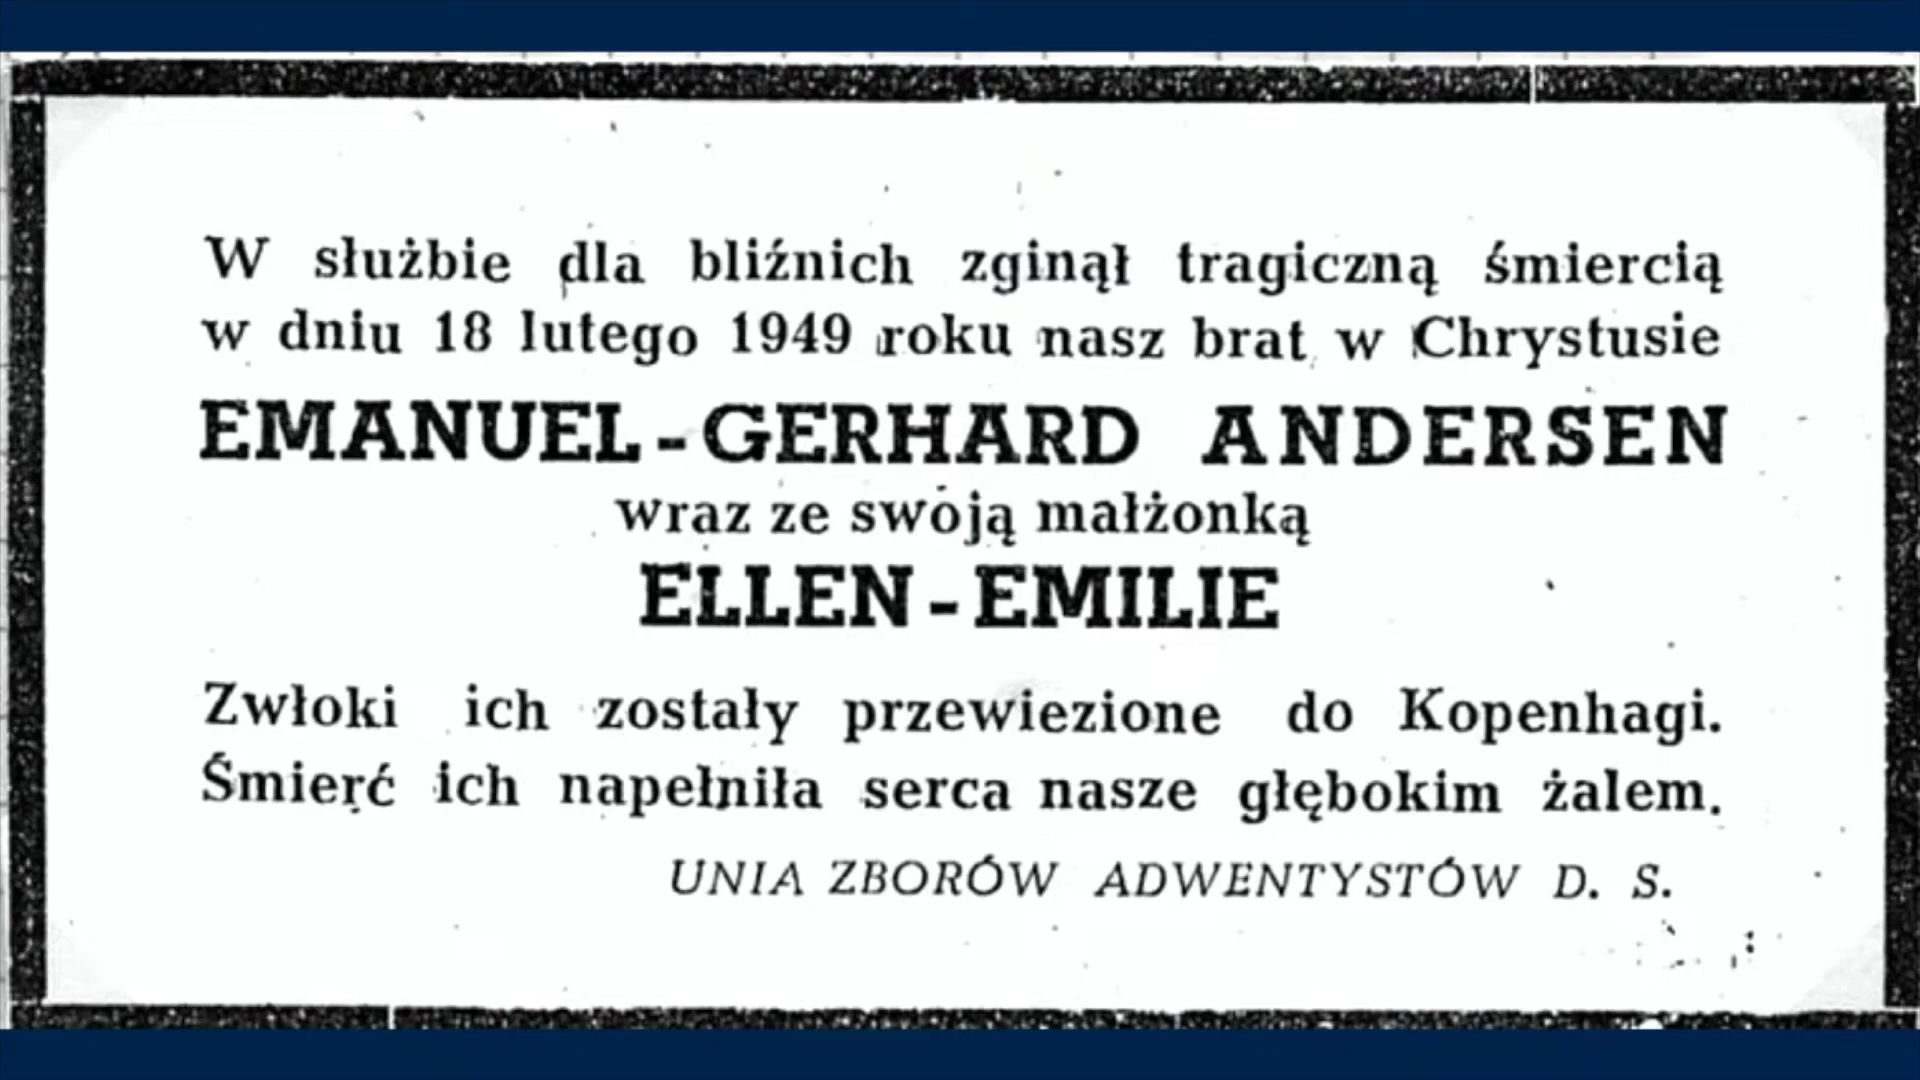 W służbie dla bliźnich zginął tragiczną śmiercią
w dniu 18 lutego 1949 roku nasz brat w Chrystusie
EMANUEL-GERHARD ANDERSEN
wraz ze swoją małżonką
ELLEN-EMILIE
Zwłoki ich zostały przewiezione do Kopenhagi.
Śmierć ich napełniła serca nasze głębokim żalem.
UNIA ZBORÓW ADWENTYSTÓW D. S.